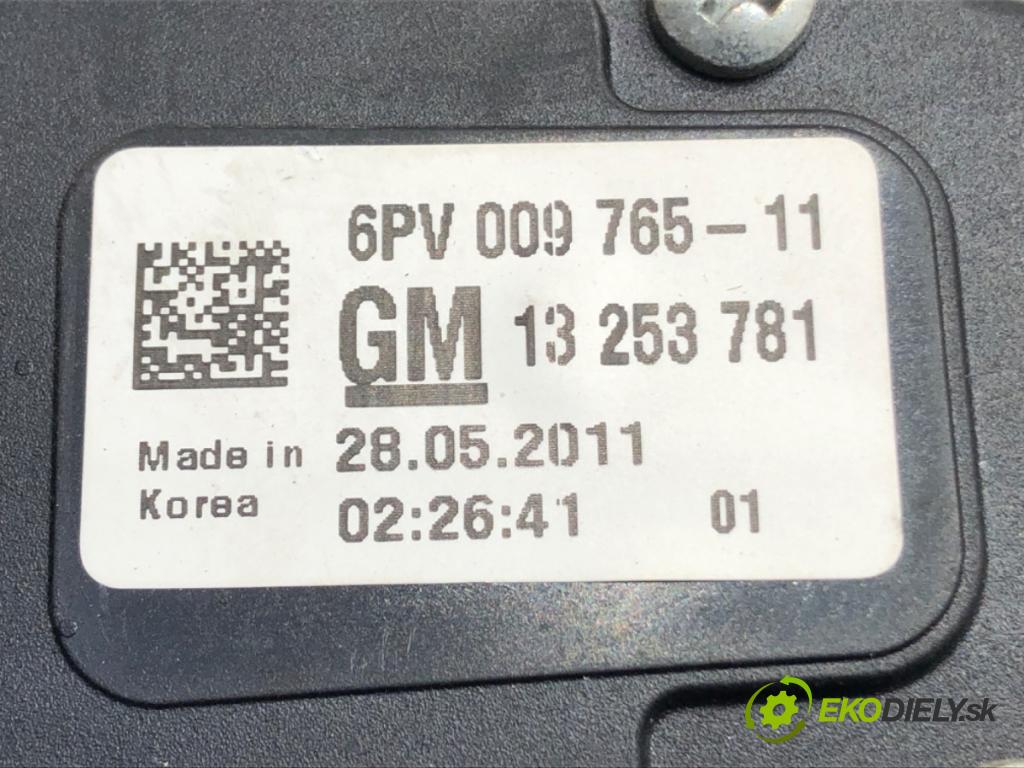 6PV 009 765-11
GM 13 253 781
Made in 28.05.2011
Korea 02:26:41 01
EKODIELY.sk